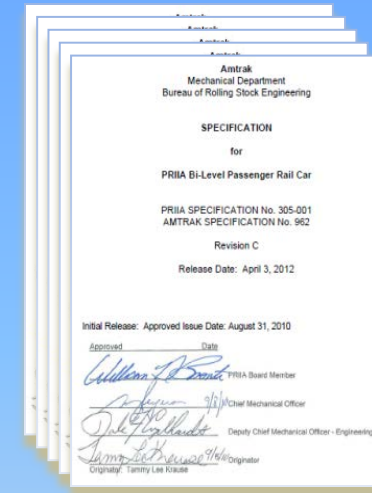 Amtrak
Mechanical Department
Bureau of Rolling Stock Engineering
SPECIFICATION
for
PRIIA Bi-Level Passenger Rail Car
PRIIA SPECIFICATION No. 305-001
AMTRAK SPECIFICATION No. 962
Revision C
Release Date: April 3, 2012
Initial Release: Approved Issue Date: August 31, 2010
Approved Date
PRIIA Board Member
Chief Mechanical Officer
Deputy Chief Mechanical Officer - Engineering
Originator
Originator: Tammy Lee Krause